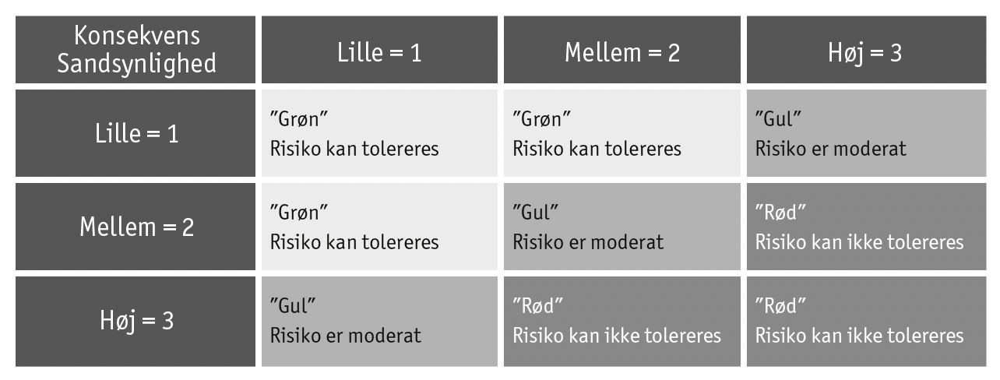 Konsekvens
Sandsynlighed
Lille = 1
Mellem = 2
Høj = 3
Lille = 1
”Grøn”
Risiko kan tolereres
”Grøn”
Risiko kan tolereres
”Gul”
Risiko er moderat
Mellem = 2
”Grøn”
Risiko kan tolereres
”Gul”
Risiko er moderat
”Rød”
Risiko kan ikke tolereres
Høj = 3
”Gul”
Risiko er moderat
”Rød”
Risiko kan ikke tolereres
”Rød”
Risiko kan ikke tolereres